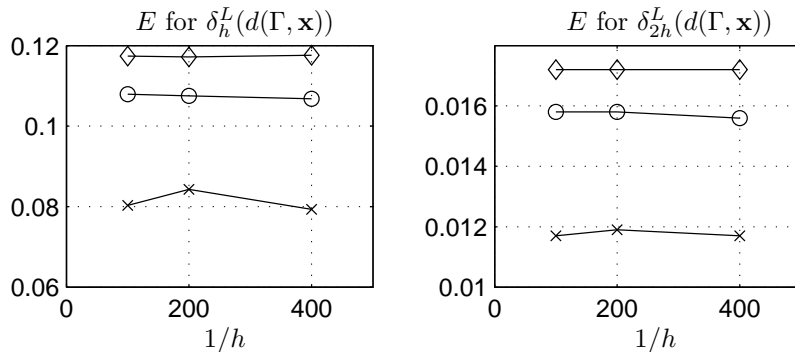 E for δ_h^L(d(Γ, x))
0.12
0.1
0.08
0.06
0 200 400
1/h
E for δ_{2h}^L(d(Γ, x))
0.016
0.014
0.012
0.01
0 200 400
1/h